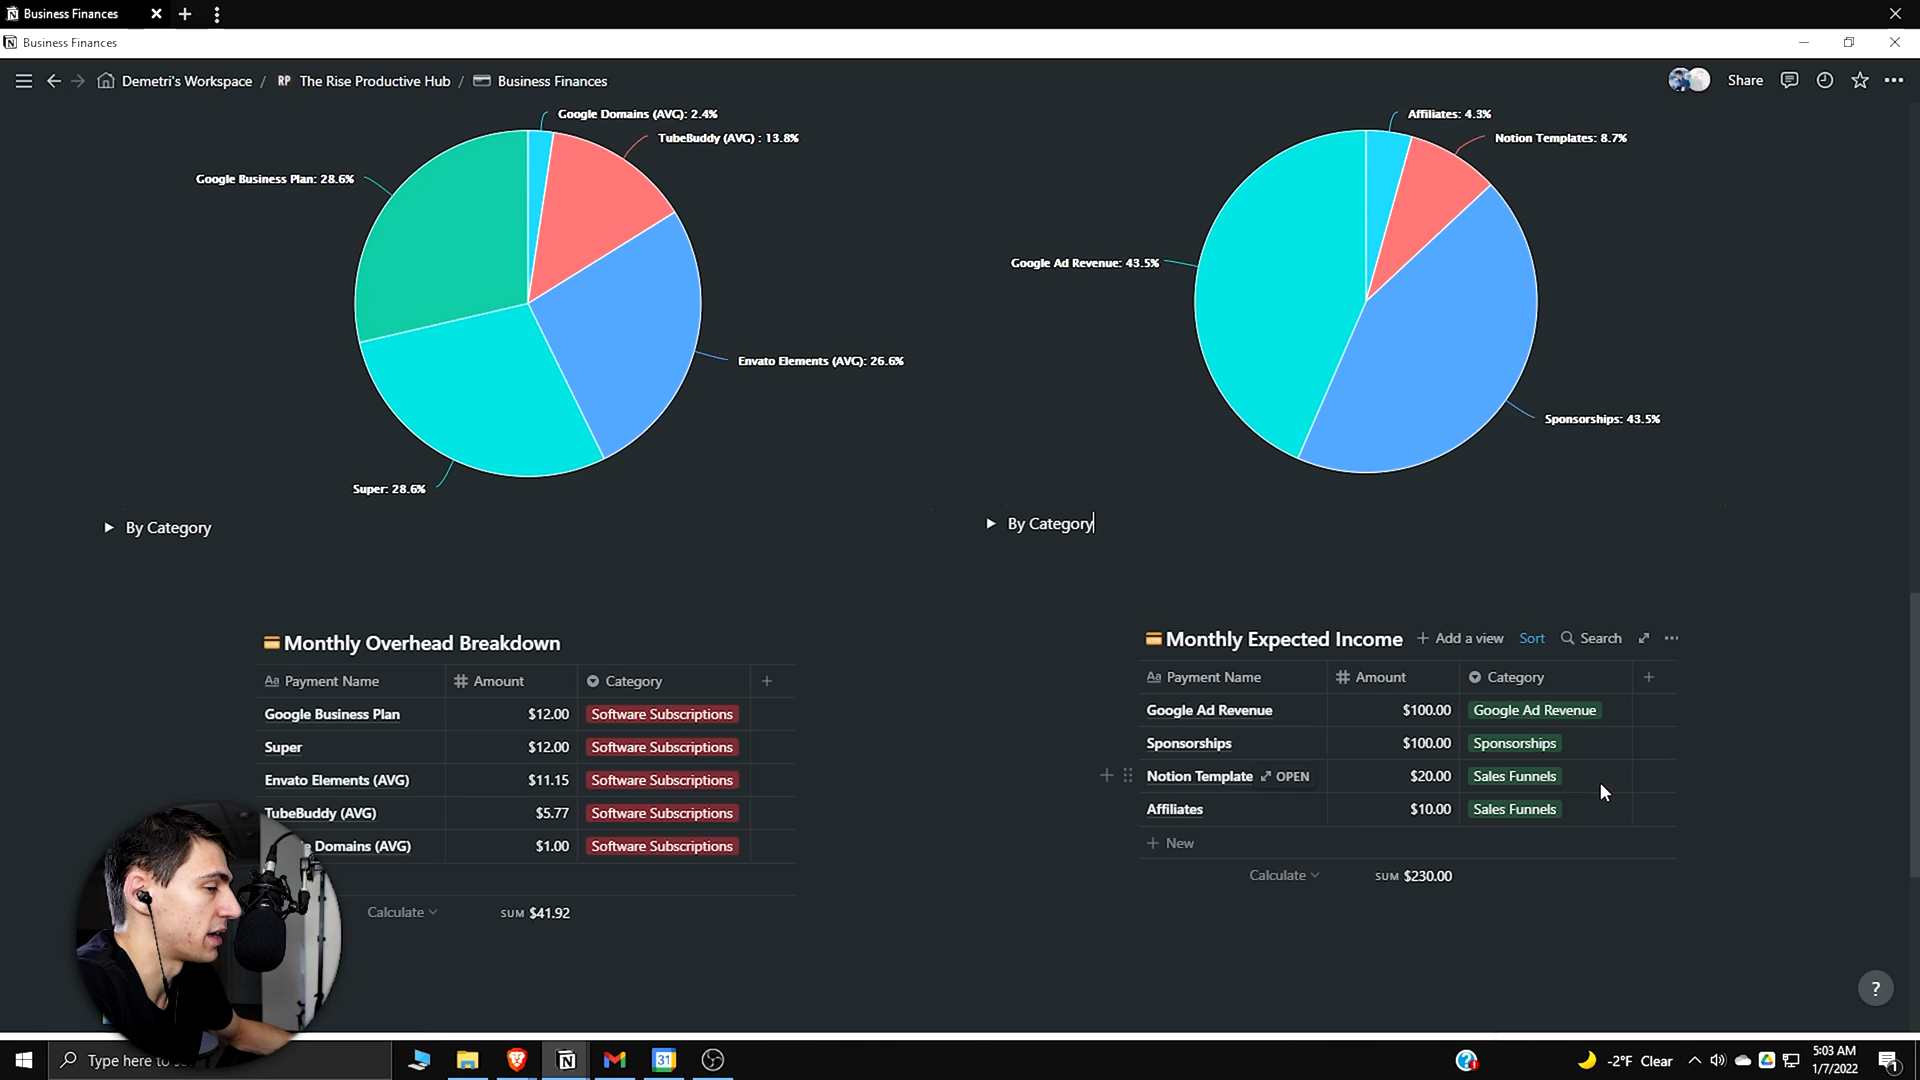 Business Finances
Business Finances
Demetri's Workspace / RP The Rise Productive Hub / Business Finances
Share
Google Domains (AVG): 2.4%
TubeBuddy (AVG) : 13.8%
Google Business Plan: 28.6%
Envato Elements (AVG): 26.6%
Super: 28.6%
Affiliates: 4.3%
Notion Templates: 8.7%
Google Ad Revenue: 43.5%
Sponsorships: 43.5%
By Category
By Category
Monthly Overhead Breakdown
Aa Payment Name # Amount Category +
Google Business Plan $12.00 Software Subscriptions
Super $12.00 Software Subscriptions
Envato Elements (AVG) $11.15 Software Subscriptions
TubeBuddy (AVG) $5.77 Software Subscriptions
Domains (AVG) $1.00 Software Subscriptions
Calculate SUM $41.92
Monthly Expected Income + Add a view Sort Search
Aa Payment Name # Amount Category +
Google Ad Revenue $100.00 Google Ad Revenue
Sponsorships $100.00 Sponsorships
Notion Template OPEN $20.00 Sales Funnels
Affiliates $10.00 Sales Funnels
+ New
Calculate SUM $230.00
?
Type here to
31
-2°F Clear
5:03 AM
1/7/2022
1